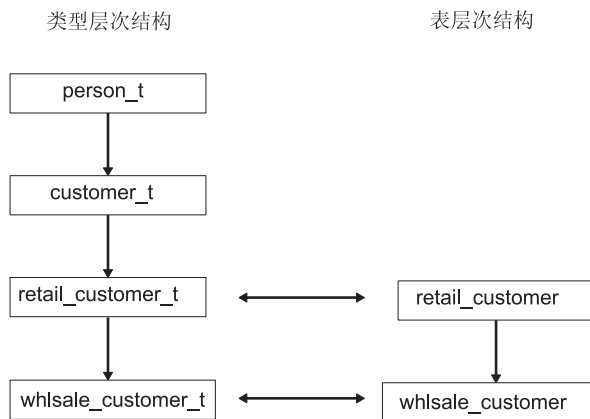 类型层次结构
表层次结构
person_t
customer_t
retail_customer_t
retail_customer
whlsale_customer_t
whlsale_customer